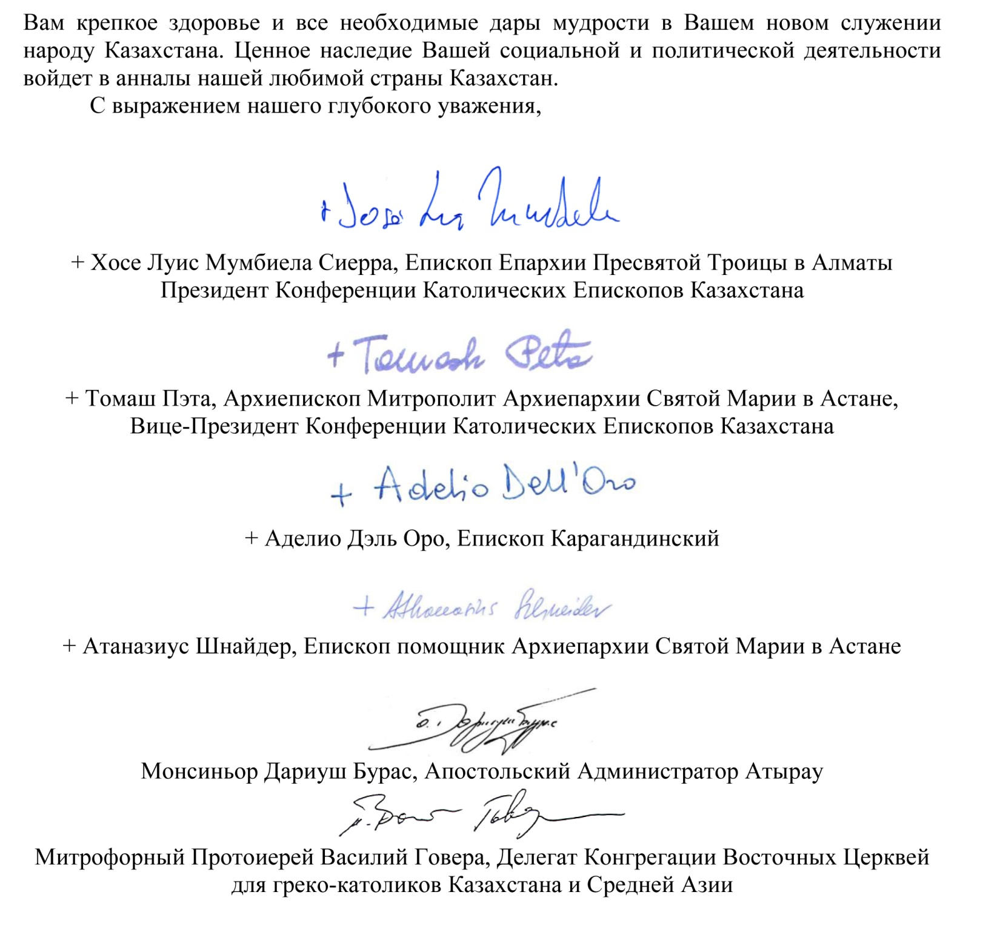 Вам крепкое здоровье и все необходимые дары мудрости в Вашем новом служении
народу Казахстана. Ценное наследие Вашей социальной и политической деятельности
войдет в анналы нашей любимой страны Казахстан.
С выражением нашего глубокого уважения,
+ José Luis Mumbiela
+ Хосе Луис Мумбиела Сиерра, Епископ Епархии Пресвятой Троицы в Алматы
Президент Конференции Католических Епископов Казахстана
+ Tomash Peta
+ Томаш Пэта, Архиепископ Митрополит Архиепархии Святой Марии в Астане,
Вице-Президент Конференции Католических Епископов Казахстана
+ Adelio Dell'Oro
+ Аделио Дэль Оро, Епископ Карагандинский
+ Athanasius Schneider
+ Атаназиус Шнайдер, Епископ помощник Архиепархии Святой Марии в Астане
о. Дариуш Бурас
Монсиньор Дариуш Бурас, Апостольский Администратор Атырау
Митрофорный Протоиерей Василий Говера, Делегат Конгрегации Восточных Церквей
для греко-католиков Казахстана и Средней Азии